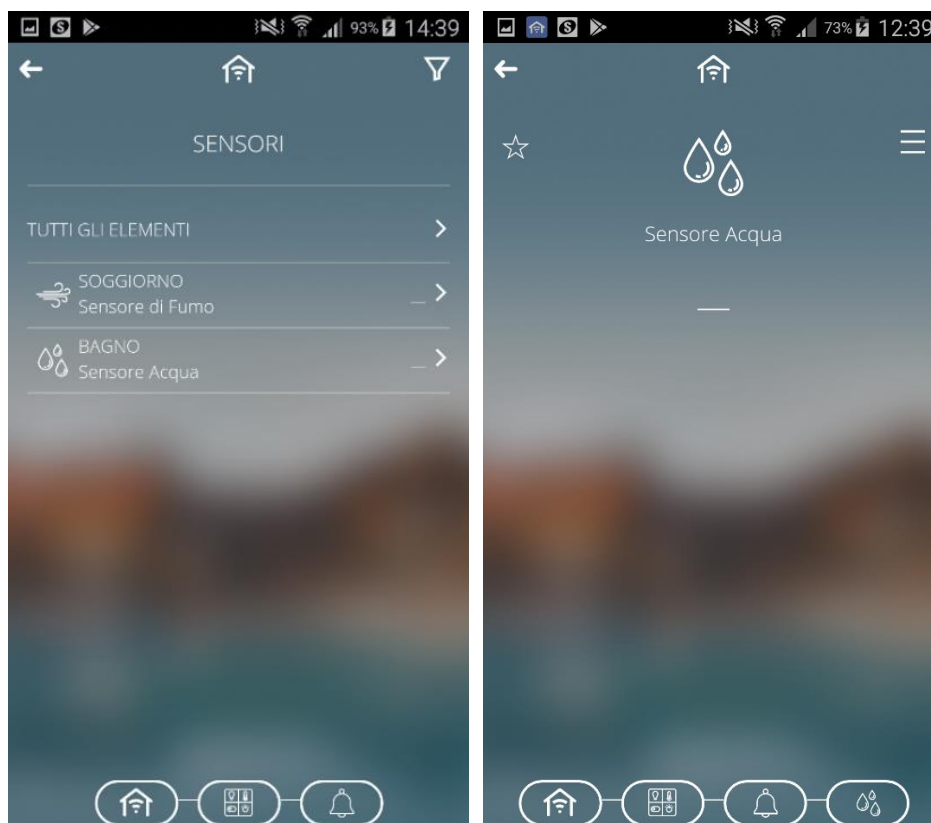 93% 14:39
SENSORI
TUTTI GLI ELEMENTI
SOGGIORNO
Sensore di Fumo
BAGNO
Sensore Acqua
73% 12:39
Sensore Acqua